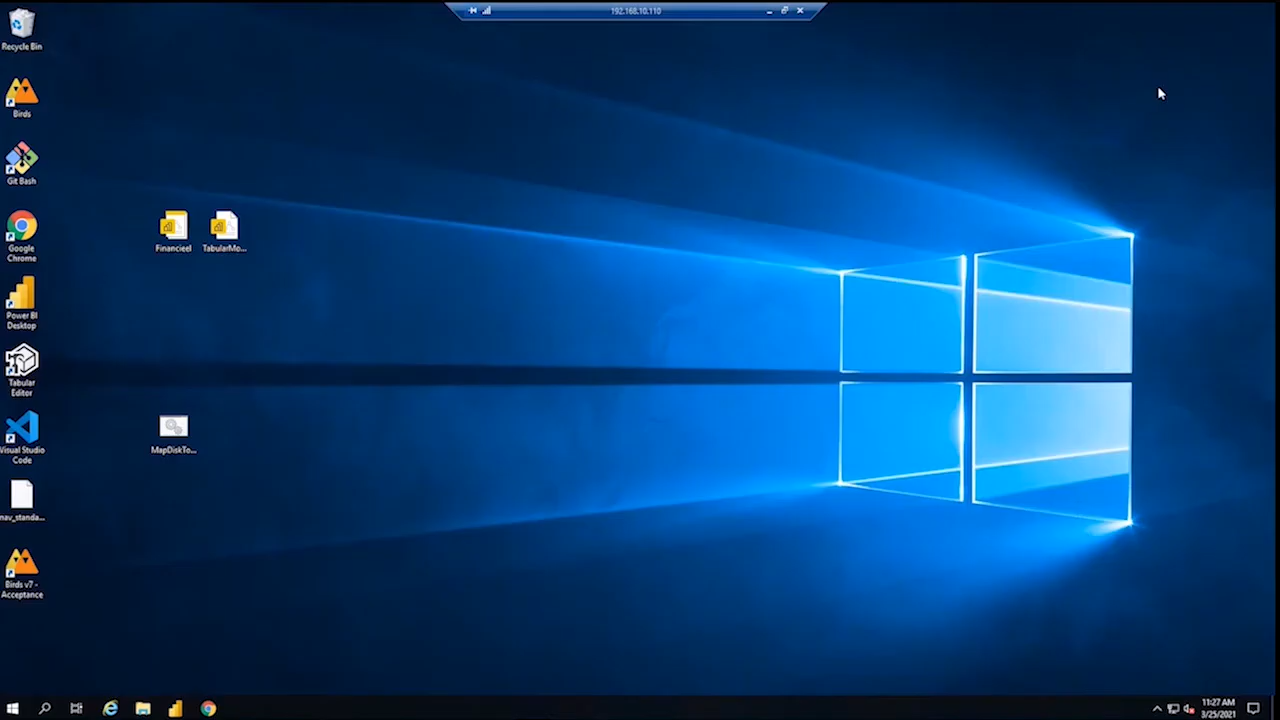 192.168.10.110
Recycle Bin
Birds
Git Bash
Google
Chrome
Financieel
TabularMo...
Power BI
Desktop
Tabular
Editor
Visual Studio
Code
MapDiskTo...
nav_standa...
Birds v7 -
Acceptance
11:27 AM
3/25/2021